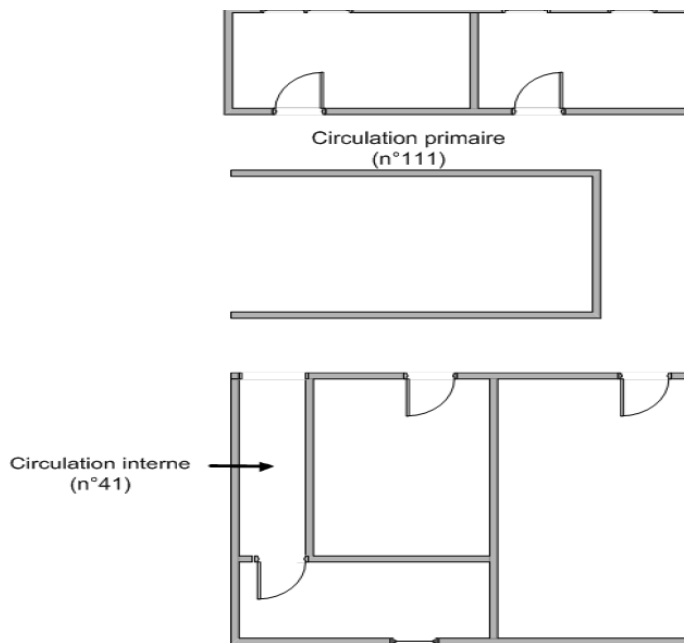 Circulation primaire
(n°111)
Circulation interne
(n°41)